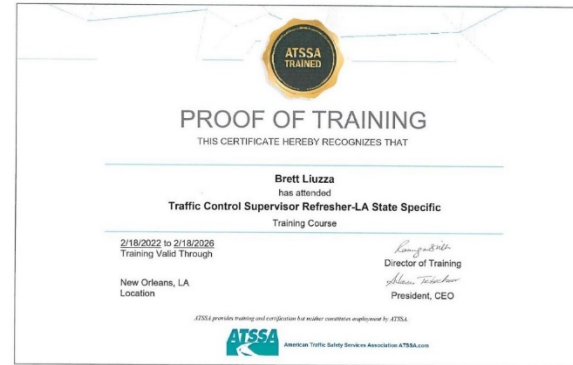 ATSSA
TRAINED
PROOF OF TRAINING
THIS CERTIFICATE HEREBY RECOGNIZES THAT
Brett Liuzza
has attended
Traffic Control Supervisor Refresher-LA State Specific
Training Course
2/18/2022 to 2/18/2026
Training Valid Through
Director of Training
New Orleans, LA
Location
President, CEO
ATSSA provides training and certification but neither constitutes employment by ATSSA.
ATSSA
American Traffic Safety Services Association ATSSA.com